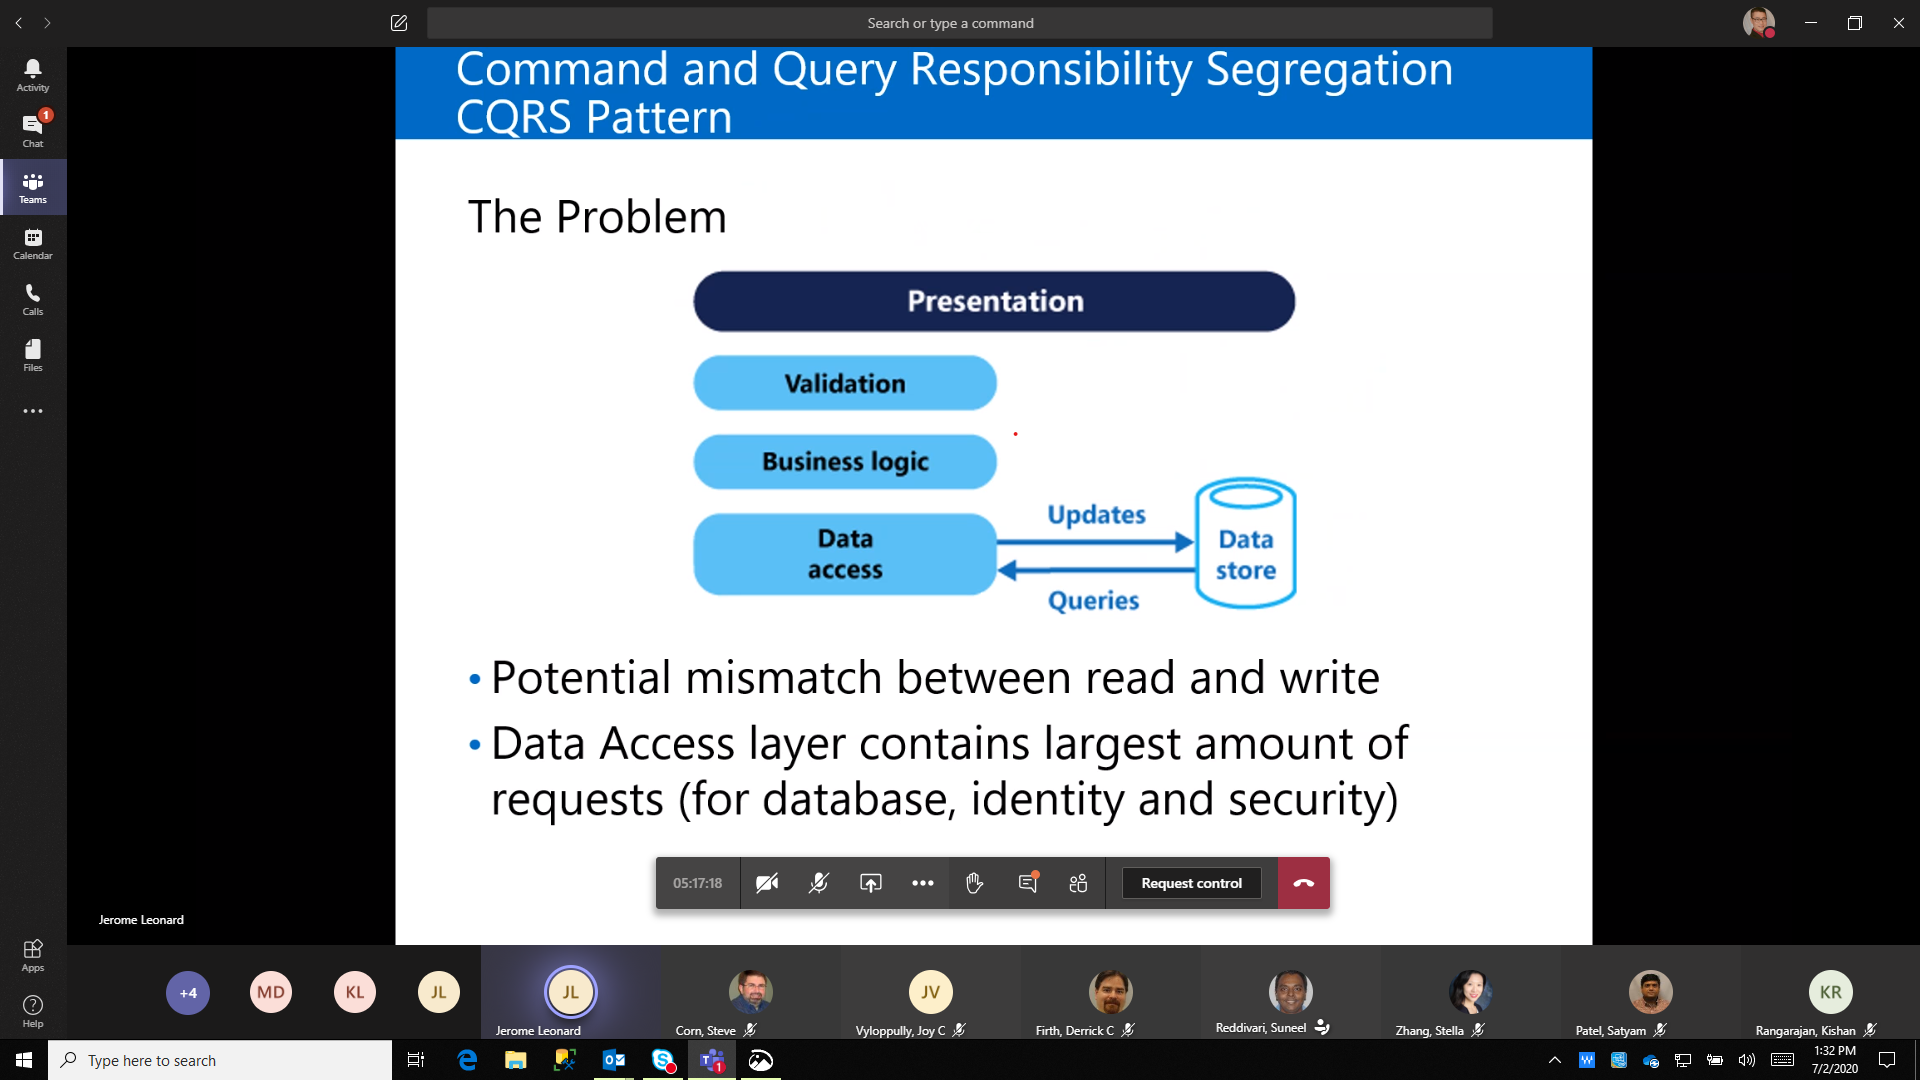 Search or type a command
Activity
1
Chat
Teams
Calendar
Calls
Files
Apps
Help
Command and Query Responsibility Segregation
CQRS Pattern
The Problem
Presentation
Validation
Business logic
Data
access
Updates
Queries
Data
store
• Potential mismatch between read and write
• Data Access layer contains largest amount of
requests (for database, identity and security)
05:17:18
Request control
Jerome Leonard
+4
MD
KL
JL
JL
Jerome Leonard
Corn, Steve
JV
Vyloppully, Joy C
Firth, Derrick C
Reddivari, Suneel
Zhang, Stella
Patel, Satyam
KR
Rangarajan, Kishan
Type here to search
1
1:32 PM
7/2/2020